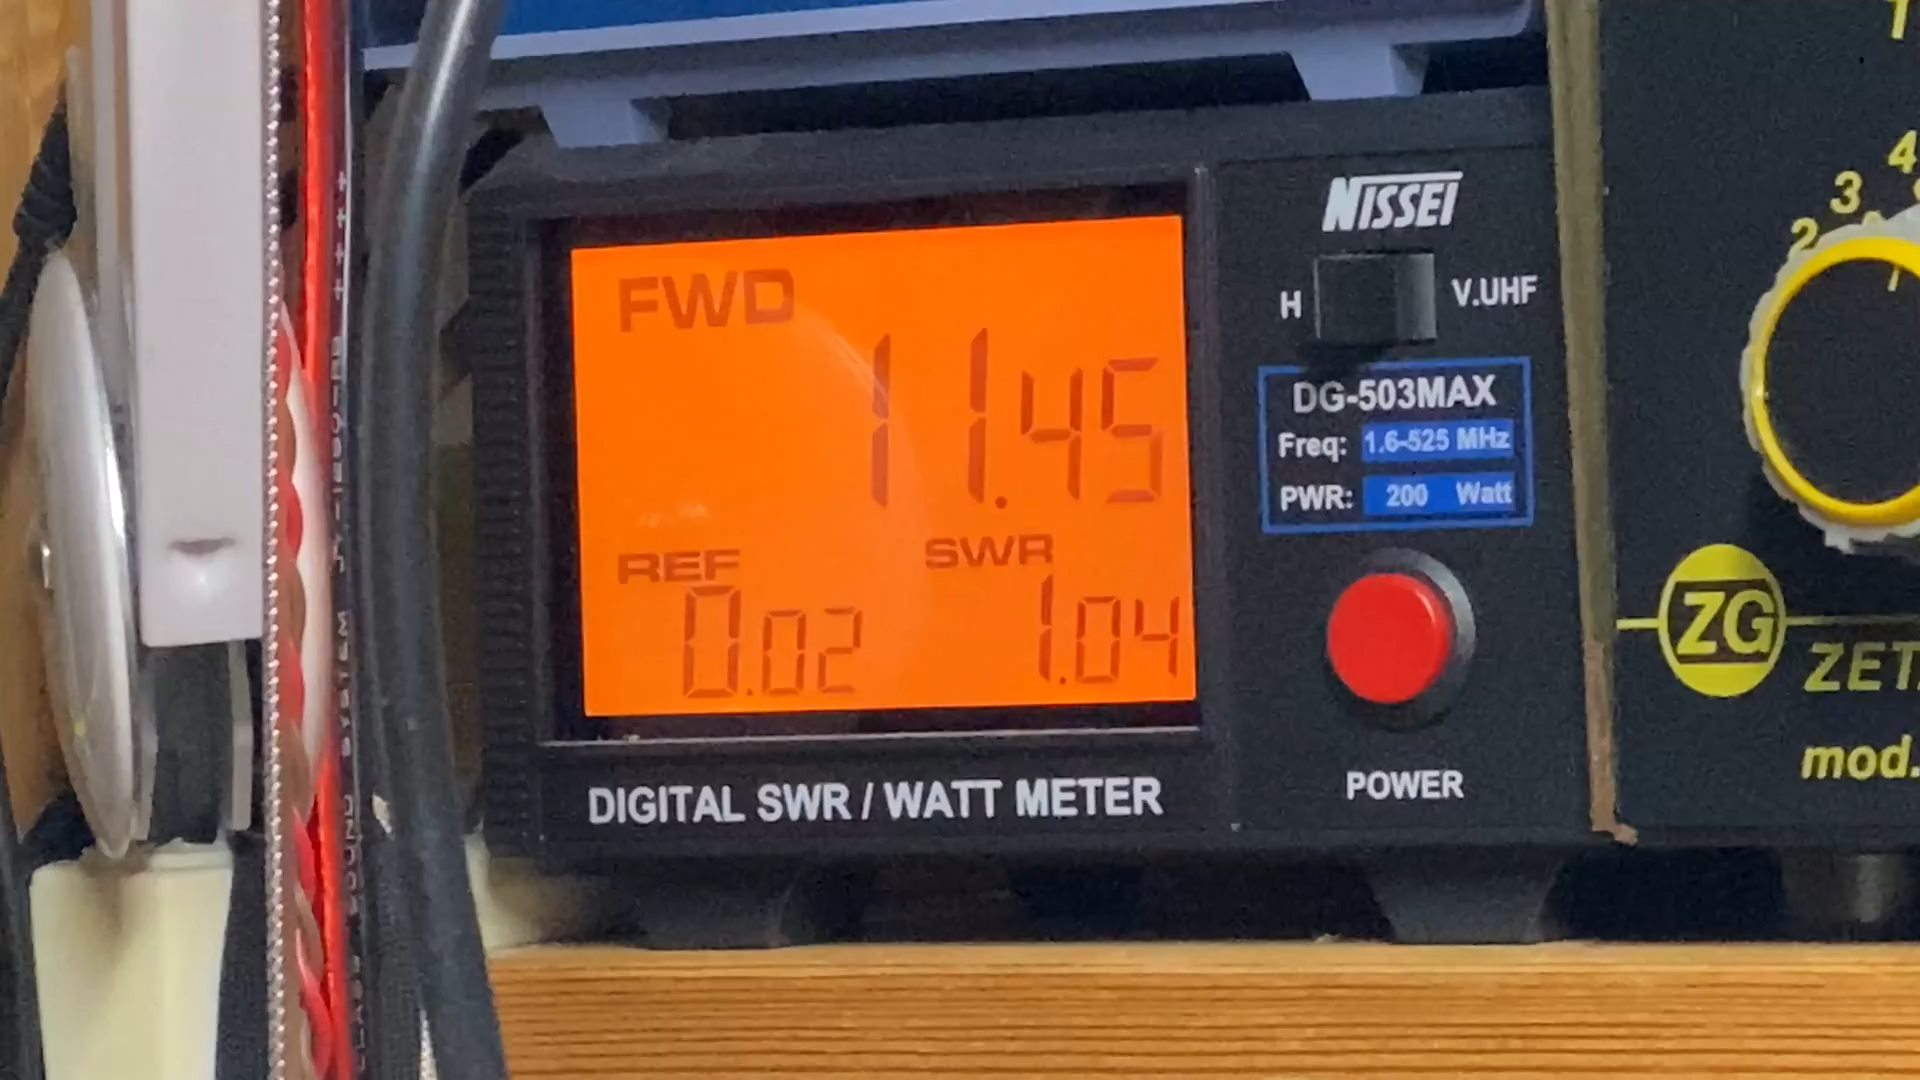 NISSEI
H V.UHF
FWD
11.45
REF SWR
0.02 1.04
DG-503MAX
Freq: 1.6-525 MHz
PWR: 200 Watt
POWER
DIGITAL SWR / WATT METER
4
3
2
ZG
mod.